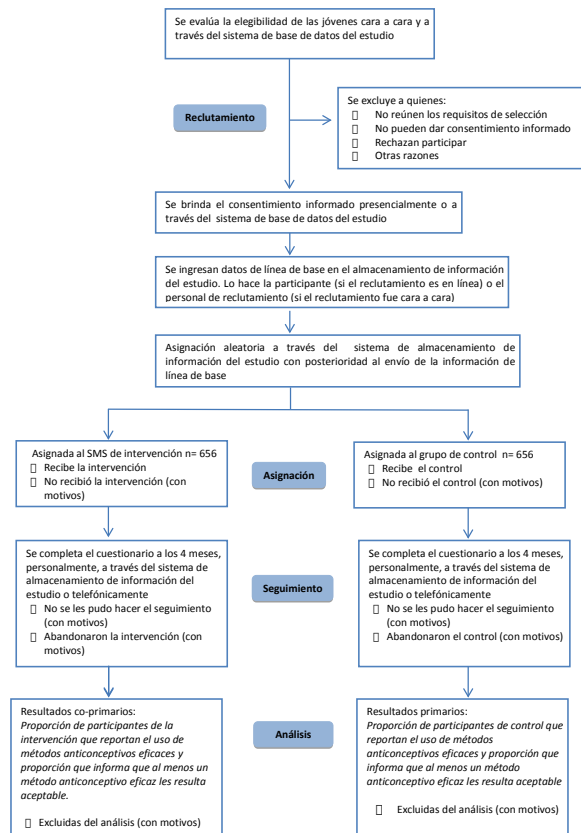 Se evalúa la elegibilidad de las jóvenes cara a cara y a
través del sistema de base de datos del estudio
Reclutamiento
Se excluye a quienes:
▯ No reúnen los requisitos de selección
▯ No pueden dar consentimiento informado
▯ Rechazan participar
▯ Otras razones
Se brinda el consentimiento informado presencialmente o a
través del sistema de base de datos del estudio
Se ingresan datos de línea de base en el almacenamiento de información
del estudio. Lo hace la participante (si el reclutamiento es en línea) o el
personal de reclutamiento (si el reclutamiento fue cara a cara)
Asignación aleatoria a través del sistema de almacenamiento de
información del estudio con posterioridad al envío de la información de
línea de base
Asignada al SMS de intervención n= 656
▯ Recibe la intervención
▯ No recibió la intervención (con
motivos)
Asignación
Asignada al grupo de control n= 656
▯ Recibe el control
▯ No recibió el control (con motivos)
Se completa el cuestionario a los 4 meses,
personalmente, a través del sistema de
almacenamiento de información del
estudio o telefónicamente
▯ No se les pudo hacer el seguimiento
(con motivos)
▯ Abandonaron la intervención (con
motivos)
Seguimiento
Se completa el cuestionario a los 4 meses,
personalmente, a través del sistema de
almacenamiento de información del
estudio o telefónicamente
▯ No se les pudo hacer el seguimiento
(con motivos)
▯ Abandonaron el control (con motivos)
Resultados co-primarios:
Proporción de participantes de la
intervención que reportan el uso de
métodos anticonceptivos eficaces y
proporción que informa que al menos un
método anticonceptivo eficaz les resulta
aceptable.
▯ Excluidas del análisis (con motivos)
Análisis
Resultados primarios:
Proporción de participantes de control que
reportan el uso de métodos
anticonceptivos eficaces y proporción que
informa que al menos un método
anticonceptivo eficaz les resulta aceptable
▯ Excluidas del análisis (con motivos)